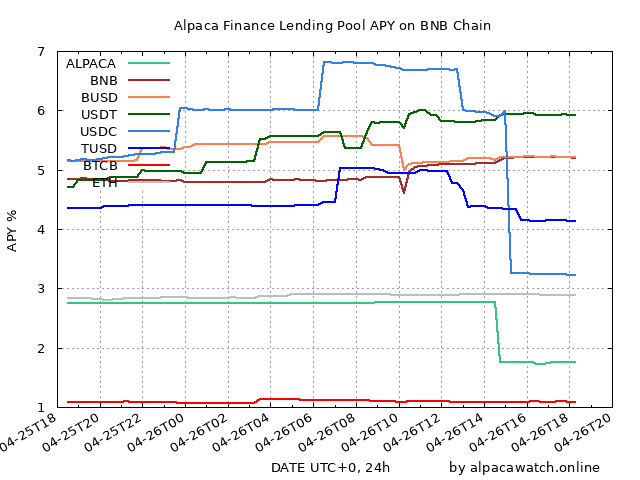 Alpaca Finance Lending Pool APY on BNB Chain
7
6
5
4
3
2
1
APY %
ALPACA
BNB
BUSD
USDT
USDC
TUSD
BTCB
ETH
04-25T18
04-25T20
04-25T22
04-26T00
04-26T02
04-26T04
04-26T06
04-26T08
04-26T10
04-26T12
04-26T14
04-26T16
04-26T18
04-26T20
DATE UTC+0, 24h
by alpacawatch.online